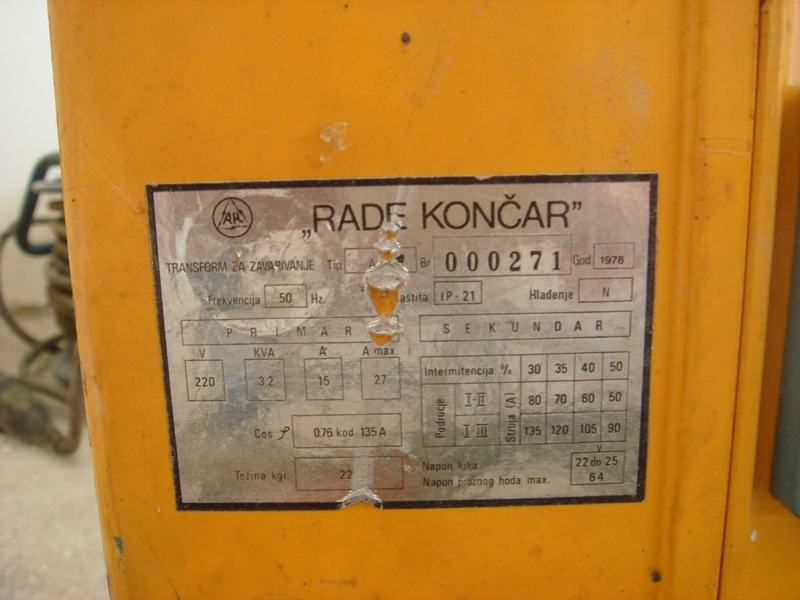 „RADE KONČAR”
TRANSFORM ZA ZAVARIVANJE Tip A Br 000271 God 1978
Frekvencija 50 Hz. IP-21 Hlađenje N
PRIMAR SEKUNDAR
V KVA A A max.
220 3.2 15 27
Intermitencija % 30 35 40 50
Područje I-II Struja (A) 80 70 60 50
I-III 135 120 105 90
Cos φ 0.76 kod 135 A
V
Težina kgr. 22
Napon luka 22 do 25
Napon praznog hoda max. 64